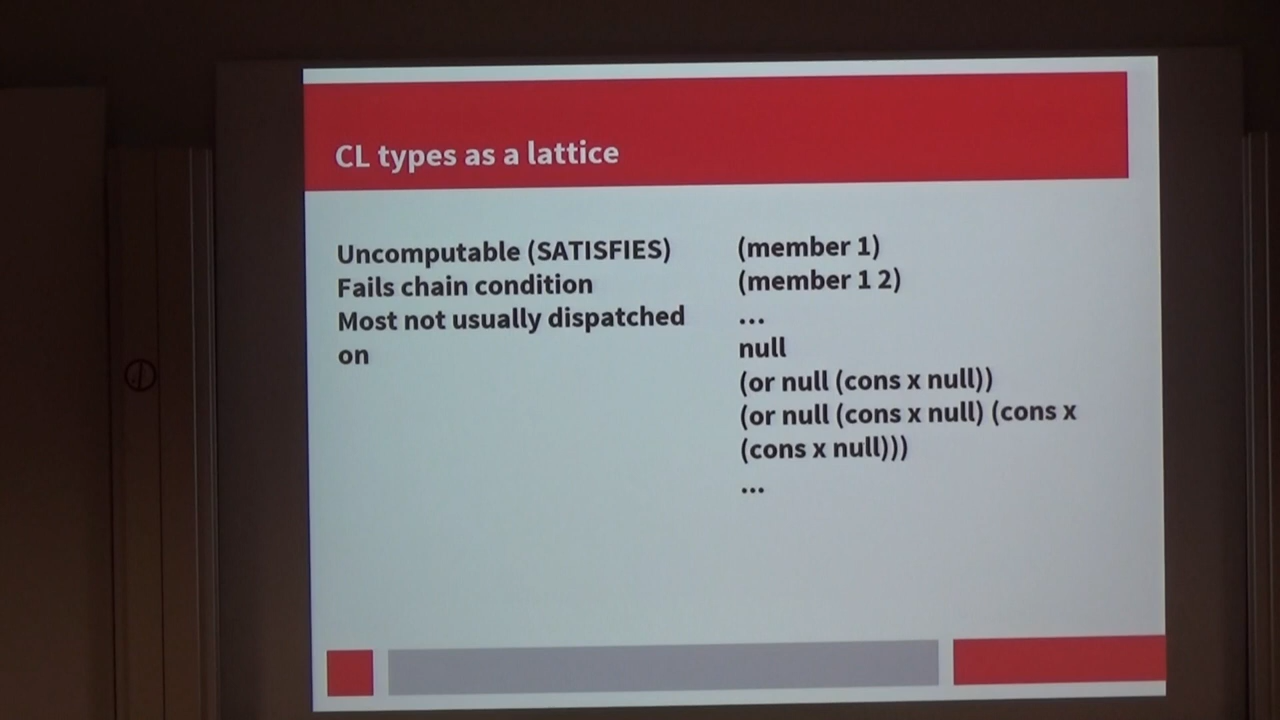 CL types as a lattice
Uncomputable (SATISFIES)
Fails chain condition
Most not usually dispatched
on
(member 1)
(member 1 2)
...
null
(or null (cons x null))
(or null (cons x null) (cons x
(cons x null)))
...